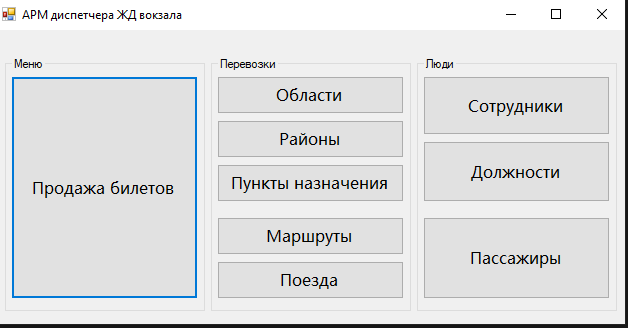 АРМ диспетчера ЖД вокзала
Меню
Продажа билетов
Перевозки
Области
Районы
Пункты назначения
Маршруты
Поезда
Люди
Сотрудники
Должности
Пассажиры